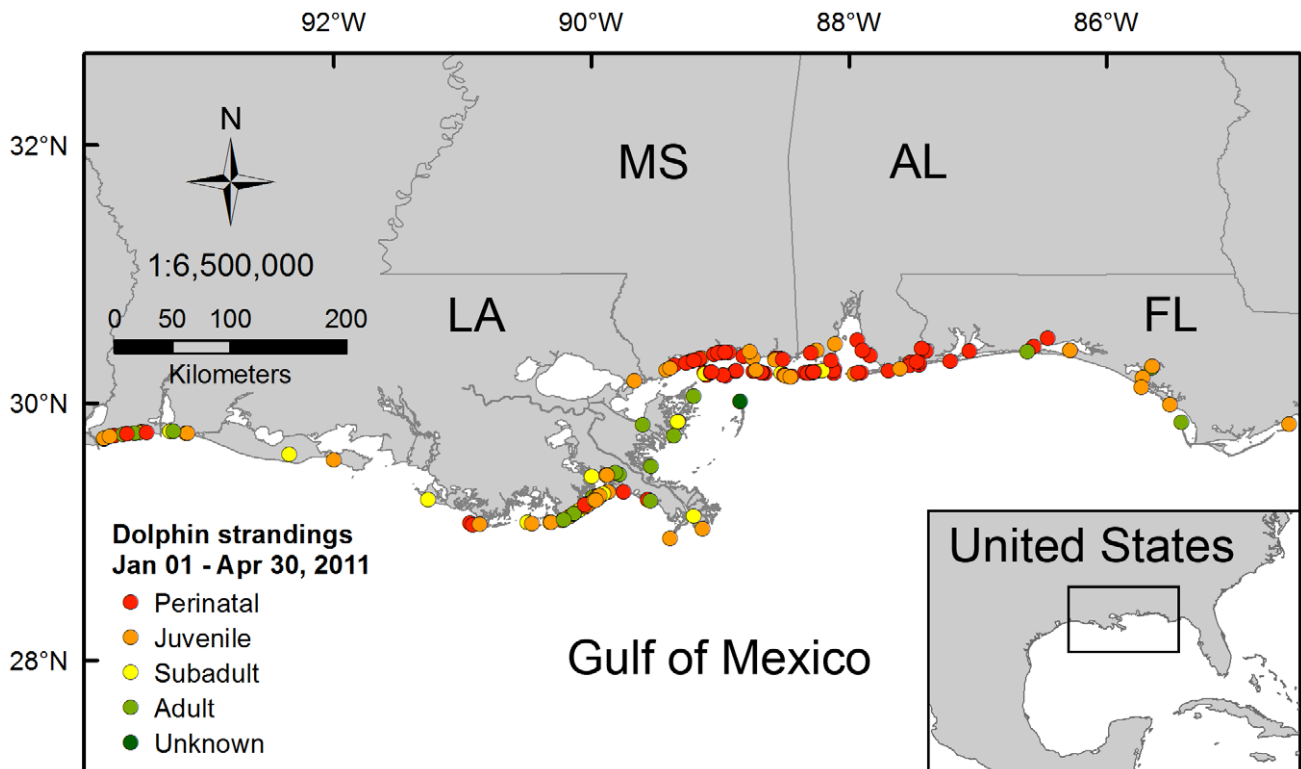 92°W 90°W 88°W 86°W
32°N
30°N
28°N
N
1:6,500,000
0 50 100 200
Kilometers
MS
AL
LA
FL
Gulf of Mexico
Dolphin strandings
Jan 01 - Apr 30, 2011
Perinatal
Juvenile
Subadult
Adult
Unknown
United States